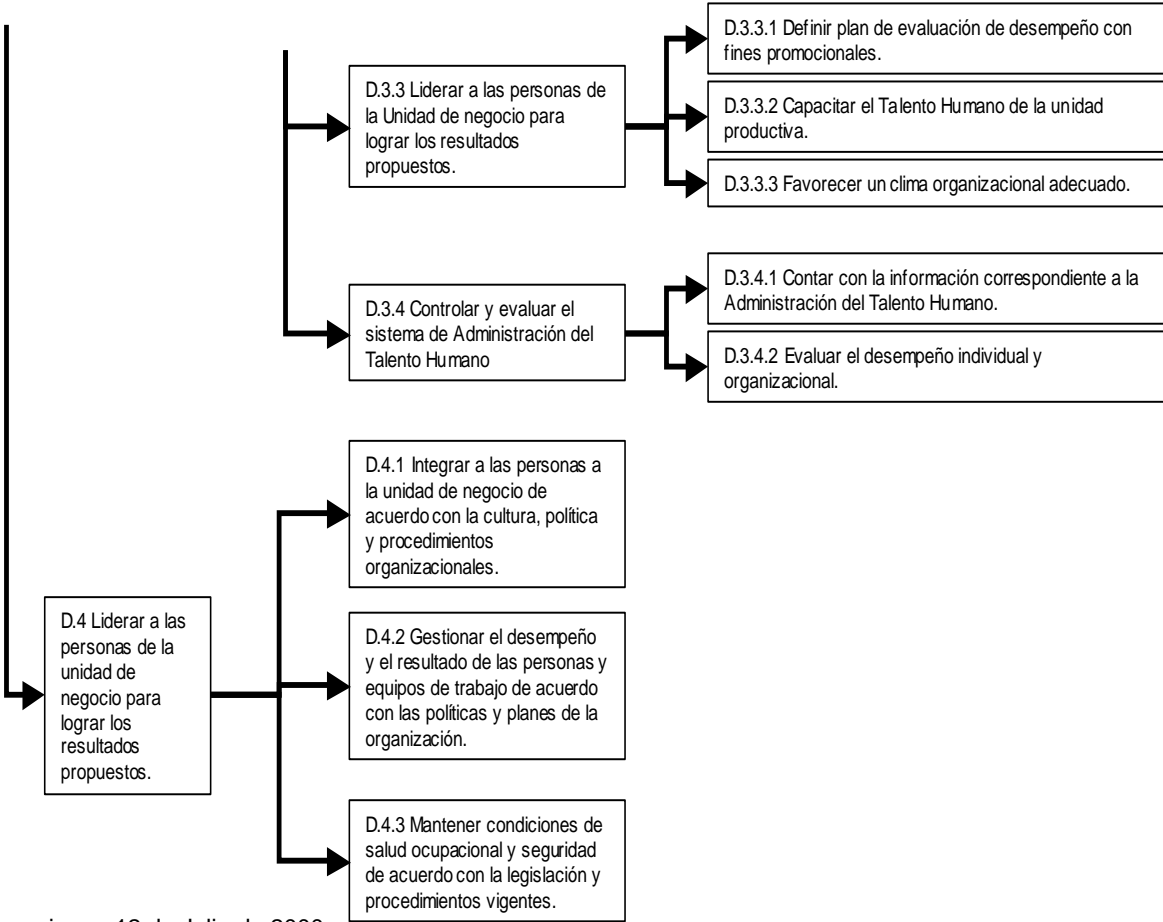 D.3.3.1 Definir plan de evaluación de desempeño con
fines promocionales.
D.3.3 Liderar a las personas de
la Unidad de negocio para
lograr los resultados
propuestos.
D.3.3.2 Capacitar el Talento Humano de la unidad
productiva.
D.3.3.3 Favorecer un clima organizacional adecuado.
D.3.4 Controlar y evaluar el
sistema de Administración del
Talento Humano
D.3.4.1 Contar con la información correspondiente a la
Administración del Talento Humano.
D.3.4.2 Evaluar el desempeño individual y
organizacional.
D.4 Liderar a las
personas de la
unidad de
negocio para
lograr los
resultados
propuestos.
D.4.1 Integrar a las personas a
la unidad de negocio de
acuerdo con la cultura, política
y procedimientos
organizacionales.
D.4.2 Gestionar el desempeño
y el resultado de las personas y
equipos de trabajo de acuerdo
con las políticas y planes de la
organización.
D.4.3 Mantener condiciones de
salud ocupacional y seguridad
de acuerdo con la legislación y
procedimientos vigentes.